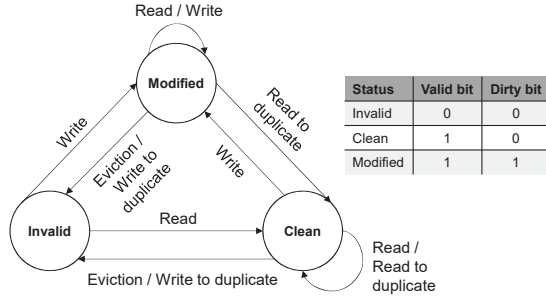 Read / Write
Modified
Read to
duplicate
Write
Eviction /
Write to
duplicate
Write
Invalid
Read
Clean
Eviction / Write to duplicate
Read /
Read to
duplicate
Status Valid bit Dirty bit
Invalid 0 0
Clean 1 0
Modified 1 1